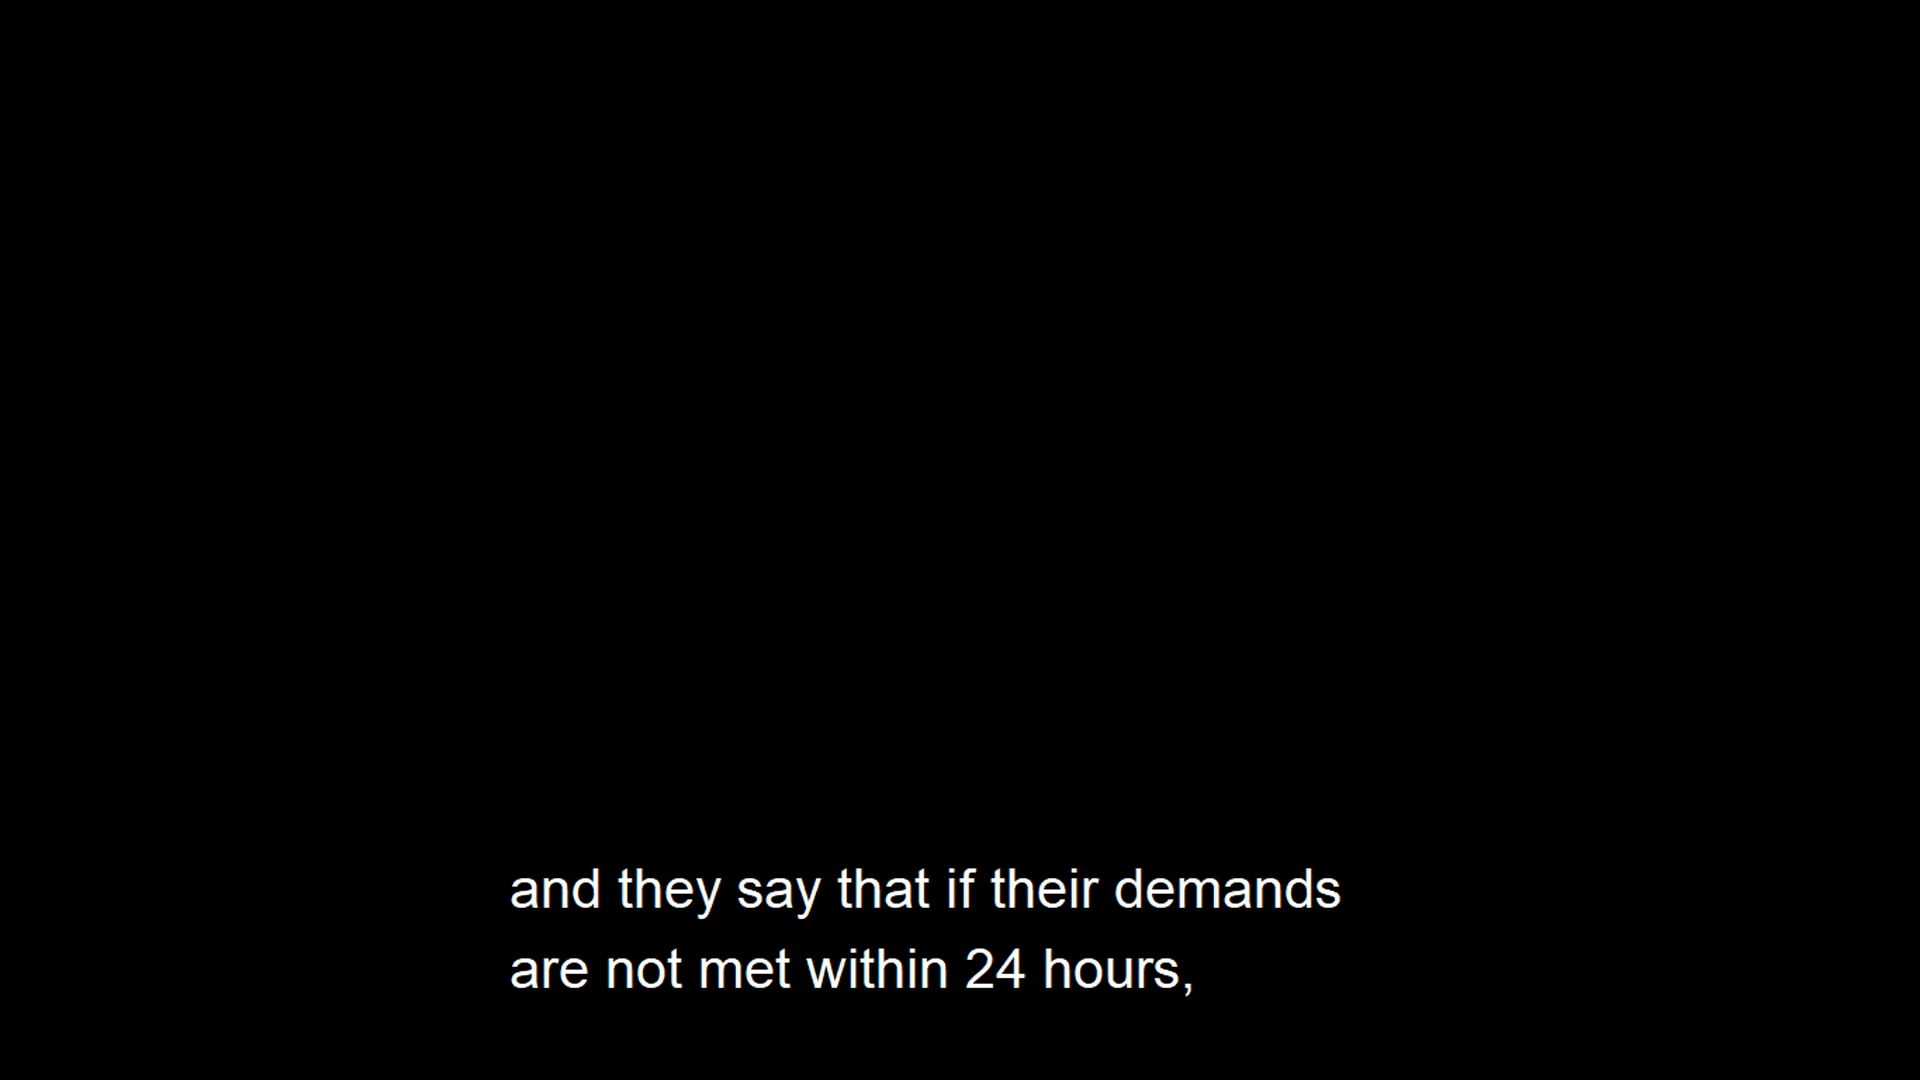 and they say that if their demands
are not met within 24 hours,